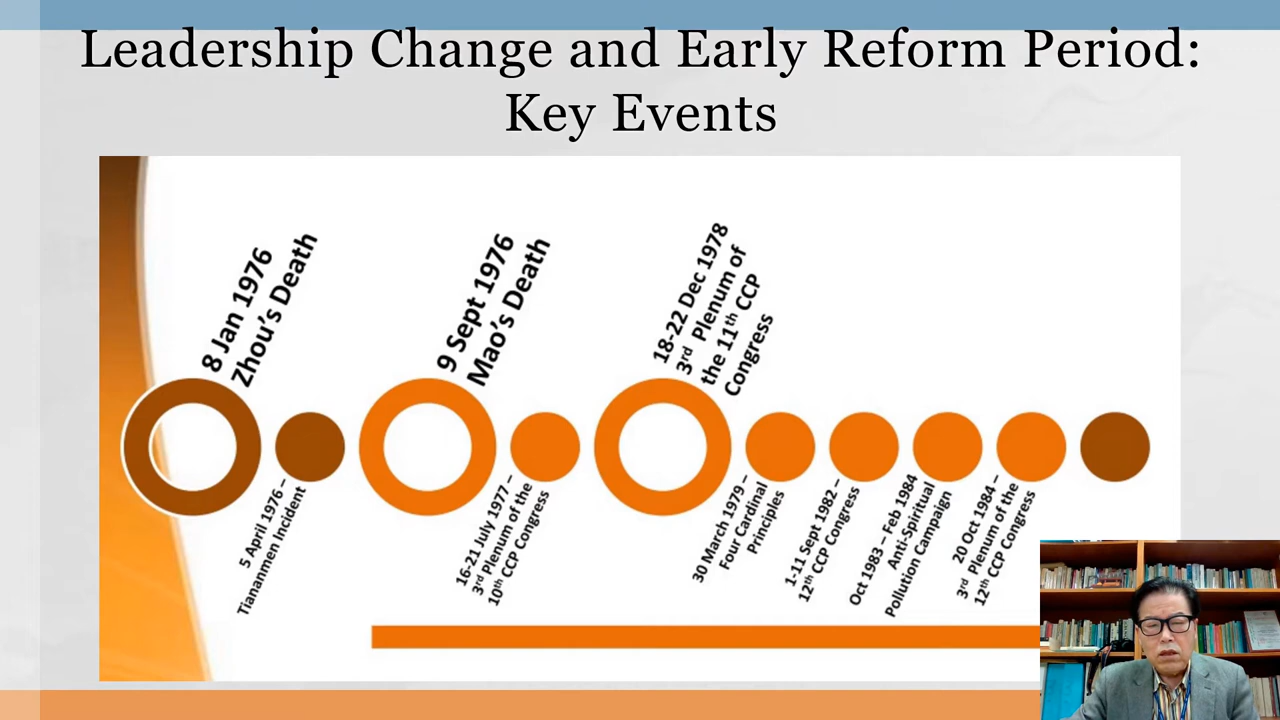 Leadership Change and Early Reform Period:
Key Events
8 Jan 1976
Zhou's Death
5 April 1976 –
Tiananmen Incident
9 Sept 1976
Mao's Death
16-21 July 1977 –
3rd Plenum of the
10th CCP Congress
18-22 Dec 1978
3rd Plenum of
the 11th CCP
Congress
30 March 1979 –
Four Cardinal
Principles
1-11 Sept 1982 –
12th CCP Congress
Oct 1983 – Feb 1984
Anti-Spiritual
Pollution Campaign
20 Oct 1984 –
3rd Plenum of the
12th CCP Congress